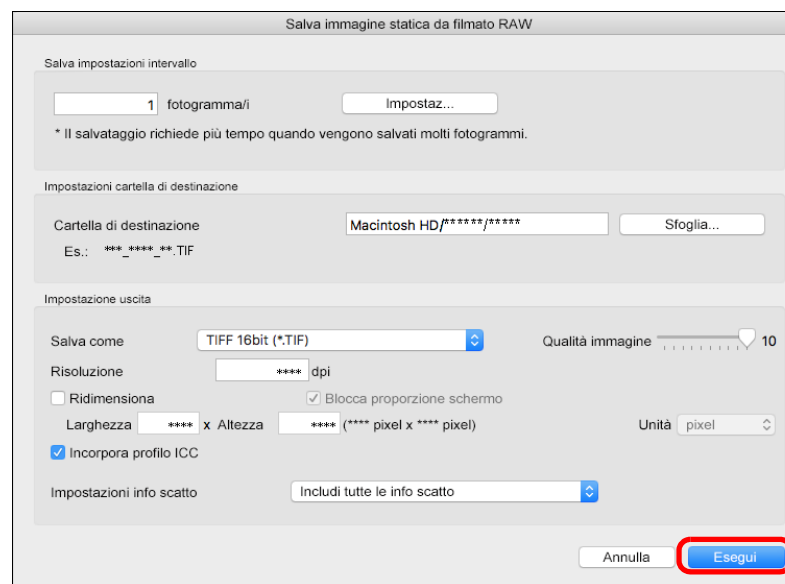 Salva immagine statica da filmato RAW
Salva impostazioni intervallo
1 fotogramma/i Impostaz...
* Il salvataggio richiede più tempo quando vengono salvati molti fotogrammi.
Impostazioni cartella di destinazione
Cartella di destinazione Macintosh HD/******/***** Sfoglia...
Es.: ***_****_**.TIF
Impostazione uscita
Salva come TIFF 16bit (*.TIF) Qualità immagine 10
Risoluzione **** dpi
Ridimensiona Blocca proporzione schermo
Larghezza **** x Altezza **** (**** pixel x **** pixel) Unità pixel
Incorpora profilo ICC
Impostazioni info scatto Includi tutte le info scatto
Annulla Esegui